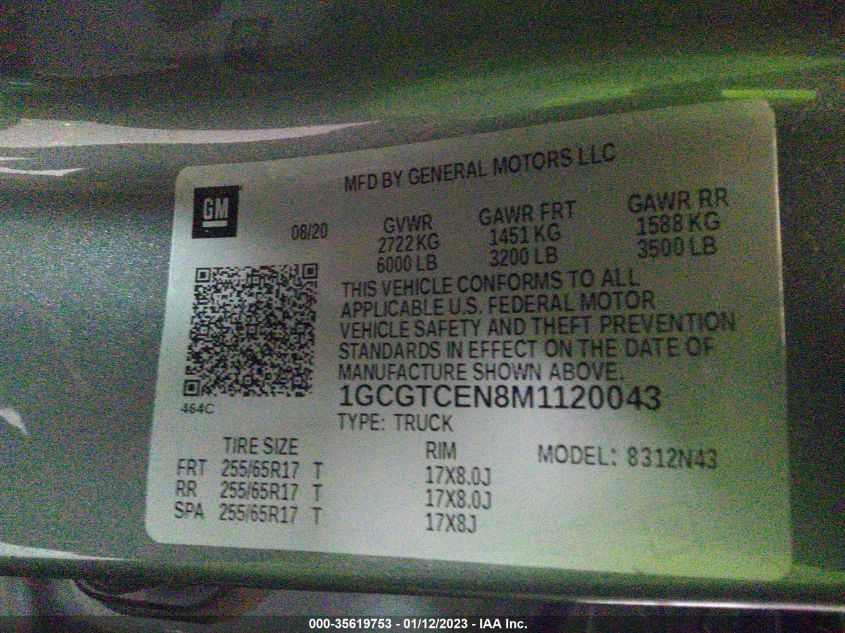 MFD BY GENERAL MOTORS LLC
GM
08/20
GVWR GAWR FRT GAWR RR
2722 KG 1451 KG 1588 KG
6000 LB 3200 LB 3500 LB
THIS VEHICLE CONFORMS TO ALL
APPLICABLE U.S. FEDERAL MOTOR
VEHICLE SAFETY AND THEFT PREVENTION
STANDARDS IN EFFECT ON THE DATE OF
MANUFACTURE SHOWN ABOVE.
464C
1GCGTCEN8M1120043
TYPE: TRUCK
TIRE SIZE RIM MODEL: 8312N43
FRT 255/65R17 T 17X8.0J
RR 255/65R17 T 17X8.0J
SPA 255/65R17 T 17X8J
000-35619753 - 01/12/2023 - IAA Inc.